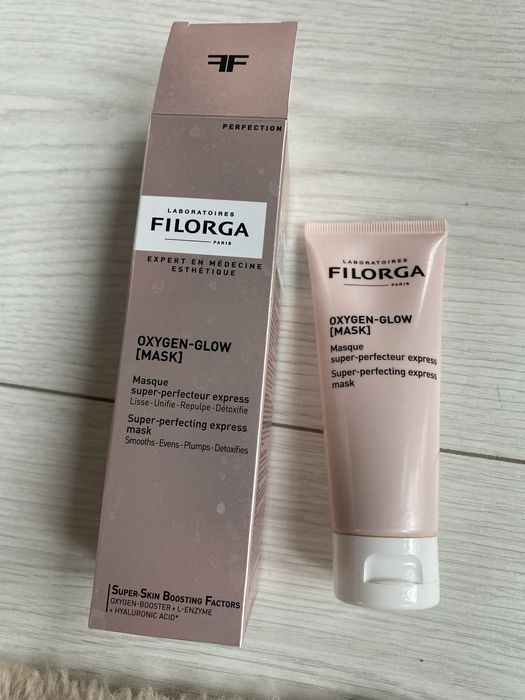 PERFECTION
LABORATOIRES
FILORGA
PARIS
EXPERT EN MÉDECINE
ESTHÉTIQUE
OXYGEN-GLOW
[MASK]
Masque
super-perfecteur express
Lisse-Unifie-Repulpe-Détoxifie
Super-perfecting express
mask
Smooths-Evens-Plumps-Detoxifies
SUPER-SKIN BOOSTING FACTORS
OXYGEN-BOOSTER + L-ENZYME
+ HYALURONIC ACID*
LABORATOIRES
FILORGA
PARIS
OXYGEN-GLOW
[MASK]
Masque
super-perfecteur express
Super-perfecting express
mask